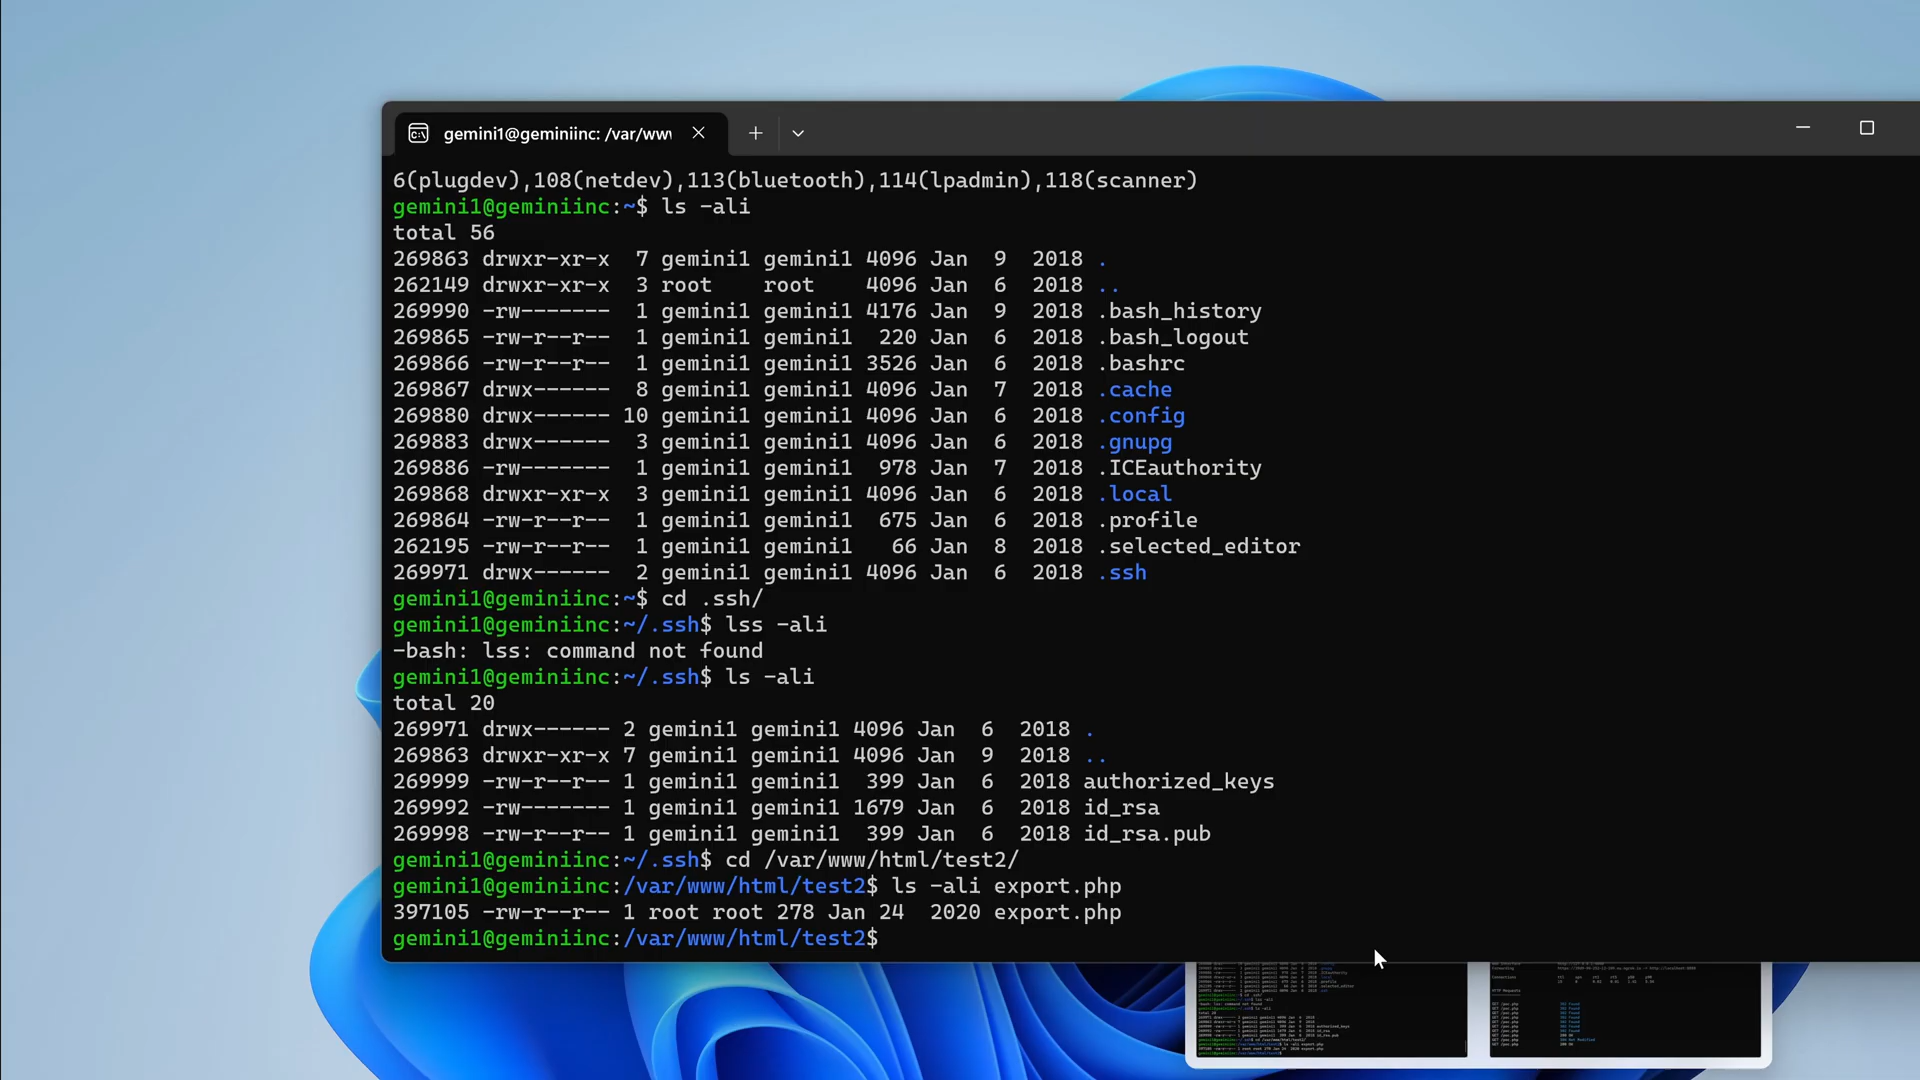 gemini1@geminiinc: /var/ww
6(plugdev),108(netdev),113(bluetooth),114(lpadmin),118(scanner)
gemini1@geminiinc:~$ ls -ali
total 56
269863 drwxr-xr-x  7 gemini1 gemini1 4096 Jan  9  2018 .
262149 drwxr-xr-x  3 root    root    4096 Jan  6  2018 ..
269990 -rw-------  1 gemini1 gemini1 4176 Jan  9  2018 .bash_history
269865 -rw-r--r--  1 gemini1 gemini1  220 Jan  6  2018 .bash_logout
269866 -rw-r--r--  1 gemini1 gemini1 3526 Jan  6  2018 .bashrc
269867 drwx------  8 gemini1 gemini1 4096 Jan  7  2018 .cache
269880 drwx------ 10 gemini1 gemini1 4096 Jan  6  2018 .config
269883 drwx------  3 gemini1 gemini1 4096 Jan  6  2018 .gnupg
269886 -rw-------  1 gemini1 gemini1  978 Jan  7  2018 .ICEauthority
269868 drwxr-xr-x  3 gemini1 gemini1 4096 Jan  6  2018 .local
269864 -rw-r--r--  1 gemini1 gemini1  675 Jan  6  2018 .profile
262195 -rw-r--r--  1 gemini1 gemini1   66 Jan  8  2018 .selected_editor
269971 drwx------  2 gemini1 gemini1 4096 Jan  6  2018 .ssh
gemini1@geminiinc:~$ cd .ssh/
gemini1@geminiinc:~/.ssh$ lss -ali
-bash: lss: command not found
gemini1@geminiinc:~/.ssh$ ls -ali
total 20
269971 drwx------ 2 gemini1 gemini1 4096 Jan  6  2018 .
269863 drwxr-xr-x 7 gemini1 gemini1 4096 Jan  9  2018 ..
269999 -rw-r--r-- 1 gemini1 gemini1  399 Jan  6  2018 authorized_keys
269992 -rw------- 1 gemini1 gemini1 1679 Jan  6  2018 id_rsa
269998 -rw-r--r-- 1 gemini1 gemini1  399 Jan  6  2018 id_rsa.pub
gemini1@geminiinc:~/.ssh$ cd /var/www/html/test2/
gemini1@geminiinc:/var/www/html/test2$ ls -ali export.php
397105 -rw-r--r-- 1 root root 278 Jan 24  2020 export.php
gemini1@geminiinc:/var/www/html/test2$